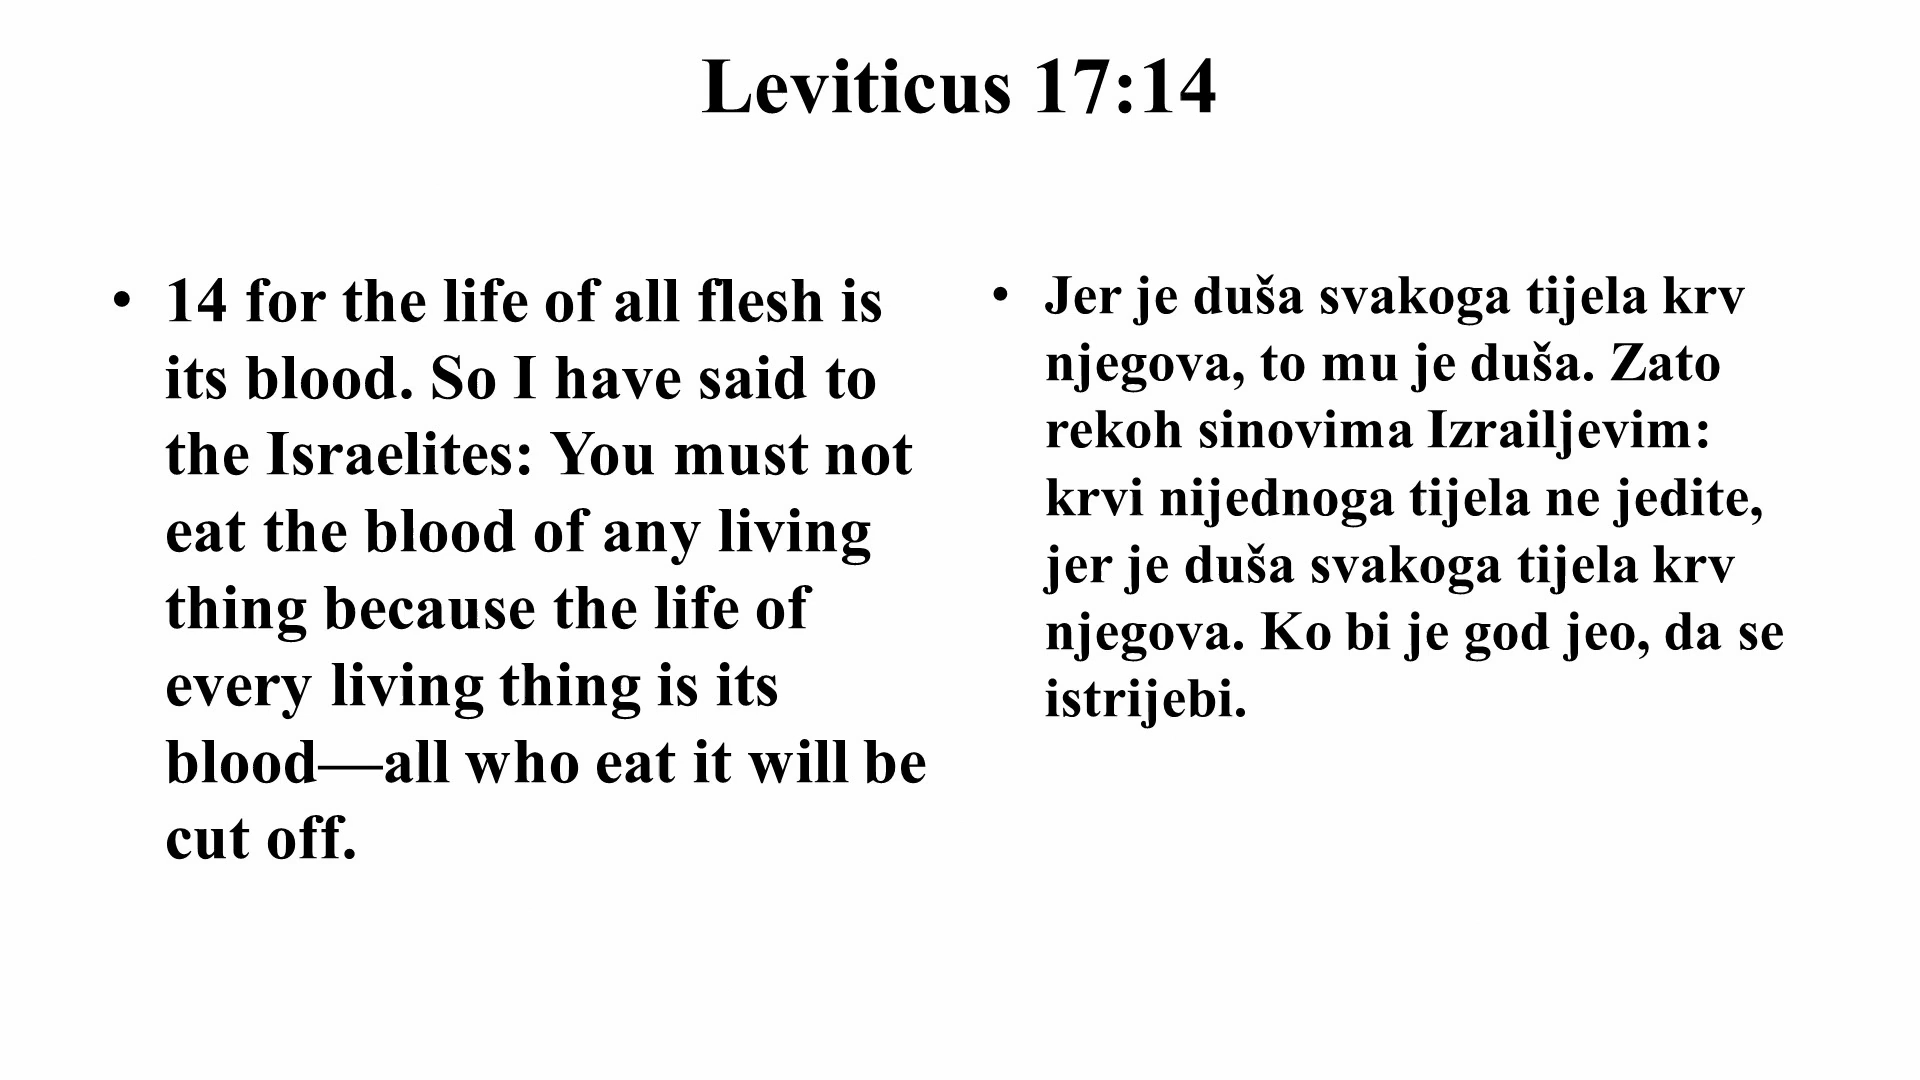 Leviticus 17:14
• 14 for the life of all flesh is
its blood. So I have said to
the Israelites: You must not
eat the blood of any living
thing because the life of
every living thing is its
blood—all who eat it will be
cut off.
• Jer je duša svakoga tijela krv
njegova, to mu je duša. Zato
rekoh sinovima Izrailjevim:
krvi nijednoga tijela ne jedite,
jer je duša svakoga tijela krv
njegova. Ko bi je god jeo, da se
istrijebi.